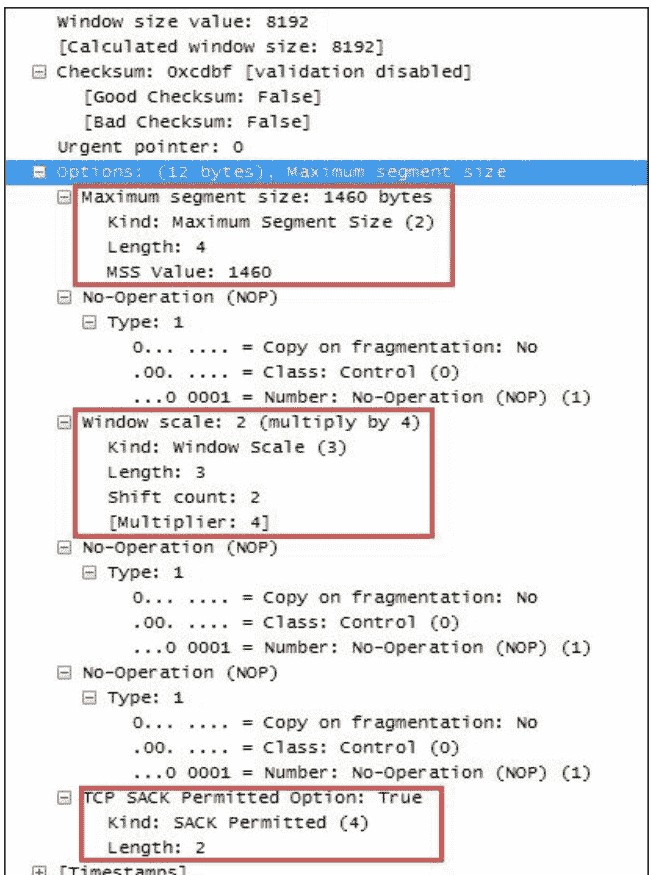 Window size value: 8192
[Calculated window size: 8192]
Checksum: 0xcdbf [validation disabled]
[Good Checksum: False]
[Bad Checksum: False]
Urgent pointer: 0
Options: (12 bytes), Maximum segment size
Maximum segment size: 1460 bytes
Kind: Maximum Segment Size (2)
Length: 4
MSS Value: 1460
No-Operation (NOP)
Type: 1
0... .... = Copy on fragmentation: No
.00. .... = Class: Control (0)
...0 0001 = Number: No-Operation (NOP) (1)
Window scale: 2 (multiply by 4)
Kind: Window Scale (3)
Length: 3
Shift count: 2
[Multiplier: 4]
No-Operation (NOP)
Type: 1
0... .... = Copy on fragmentation: No
.00. .... = Class: Control (0)
...0 0001 = Number: No-Operation (NOP) (1)
No-Operation (NOP)
Type: 1
0... .... = Copy on fragmentation: No
.00. .... = Class: Control (0)
...0 0001 = Number: No-Operation (NOP) (1)
TCP SACK Permitted Option: True
Kind: SACK Permitted (4)
Length: 2
[Timestamps]